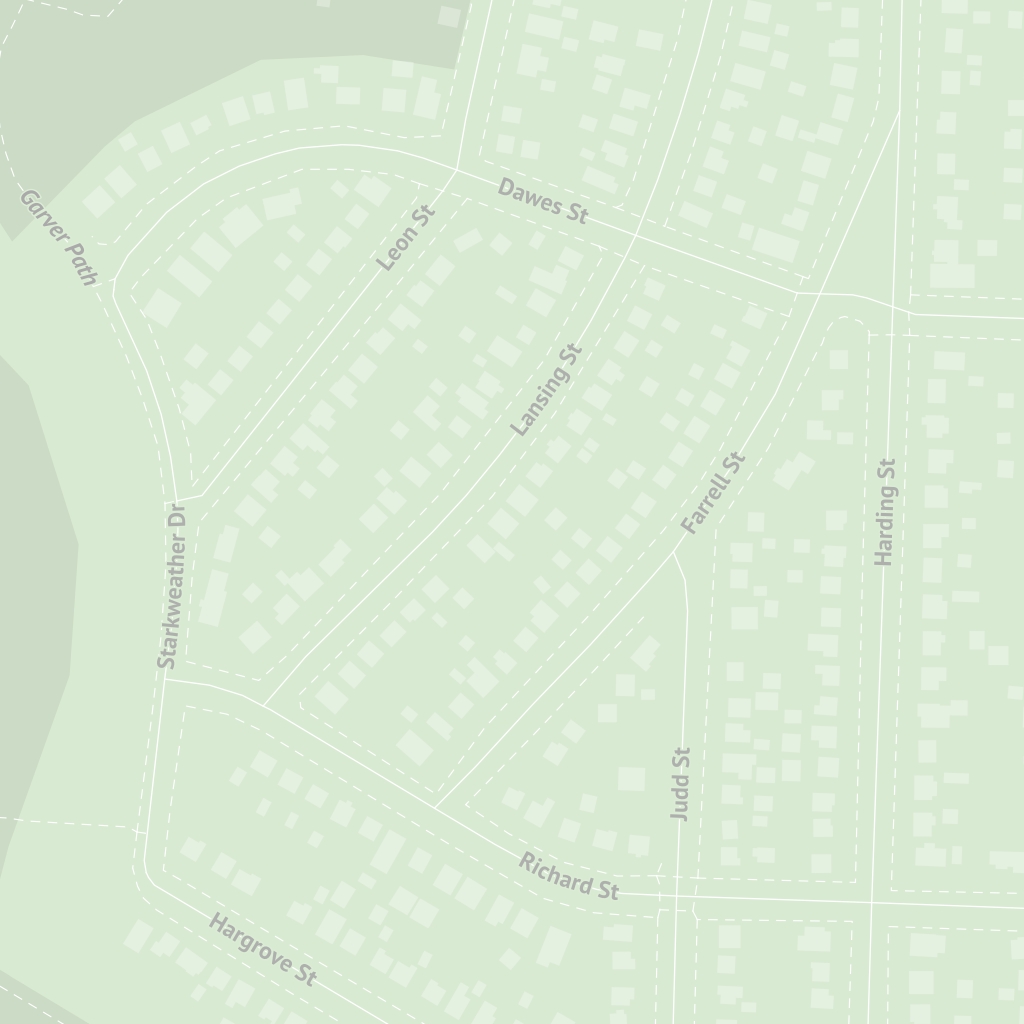 Garver Path
Dawes St
Leon St
Lansing St
Farrell St
Harding St
Starkweather Dr
Judd St
Richard St
Hargrove St